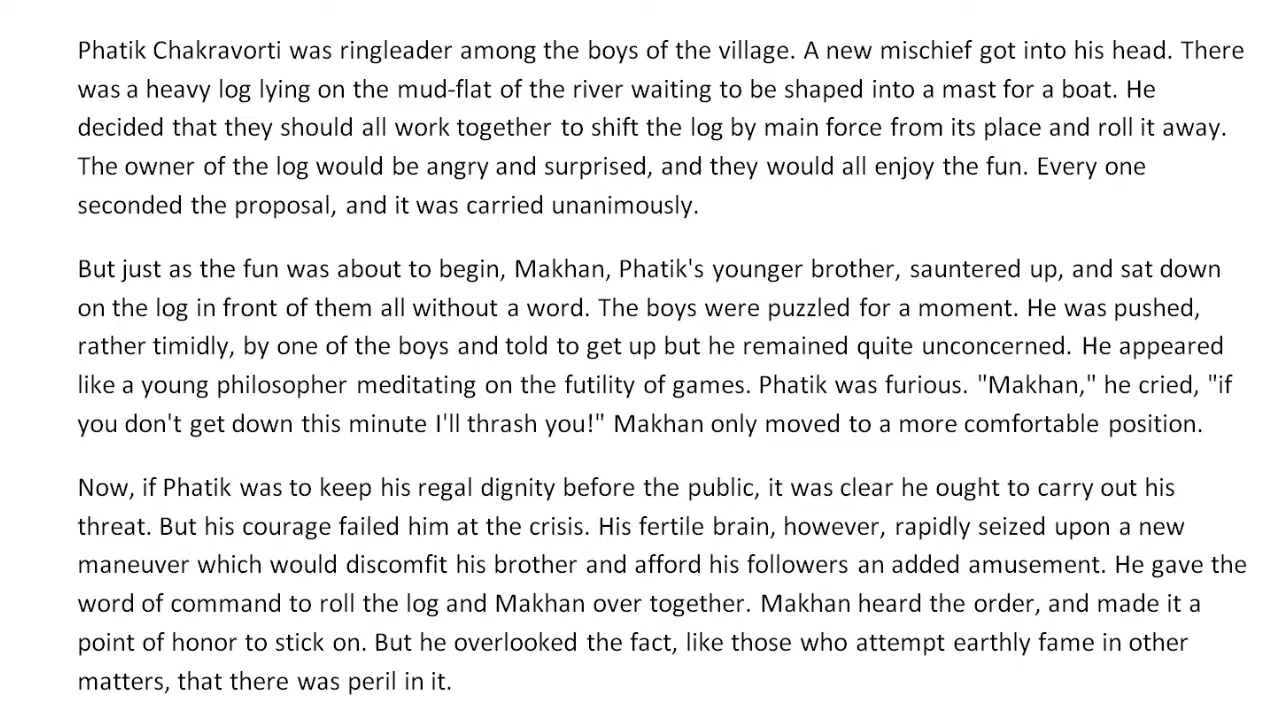 Phatik Chakravorti was ringleader among the boys of the village. A new mischief got into his head. There
was a heavy log lying on the mud-flat of the river waiting to be shaped into a mast for a boat. He
decided that they should all work together to shift the log by main force from its place and roll it away.
The owner of the log would be angry and surprised, and they would all enjoy the fun. Every one
seconded the proposal, and it was carried unanimously.
But just as the fun was about to begin, Makhan, Phatik's younger brother, sauntered up, and sat down
on the log in front of them all without a word. The boys were puzzled for a moment. He was pushed,
rather timidly, by one of the boys and told to get up but he remained quite unconcerned. He appeared
like a young philosopher meditating on the futility of games. Phatik was furious. "Makhan," he cried, "if
you don't get down this minute I'll thrash you!" Makhan only moved to a more comfortable position.
Now, if Phatik was to keep his regal dignity before the public, it was clear he ought to carry out his
threat. But his courage failed him at the crisis. His fertile brain, however, rapidly seized upon a new
maneuver which would discomfit his brother and afford his followers an added amusement. He gave the
word of command to roll the log and Makhan over together. Makhan heard the order, and made it a
point of honor to stick on. But he overlooked the fact, like those who attempt earthly fame in other
matters, that there was peril in it.